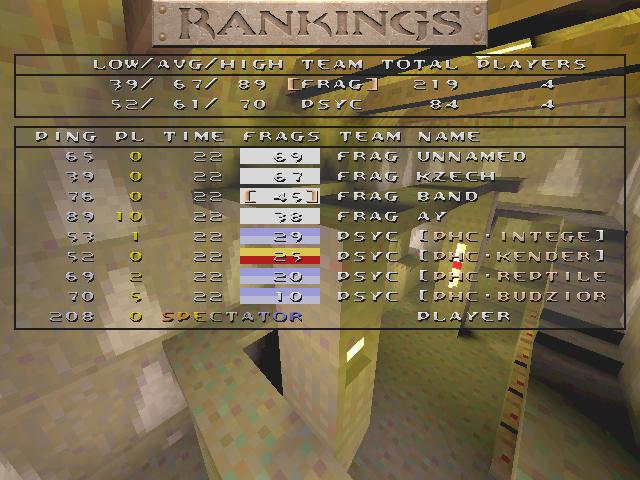 RANKINGS
LOW/AVG/HIGH TEAM TOTAL PLAYERS
39/ 67/ 89 [FRAG] 219 4
52/ 61/ 70 PSYC 84 4
PING PL TIME FRAGS TEAM NAME
65 0 22 69 FRAG UNNAMED
39 0 22 67 FRAG KZECH
76 0 22 [ 45] FRAG BAND
89 10 22 38 FRAG AY
53 1 22 29 PSYC [PHC·INTEGE]
52 0 22 25 PSYC [PHC·KENDER]
69 2 22 20 PSYC [PHC·REPTILE
70 5 22 10 PSYC [PHC·BUDZIOR
208 0 SPECTATOR PLAYER